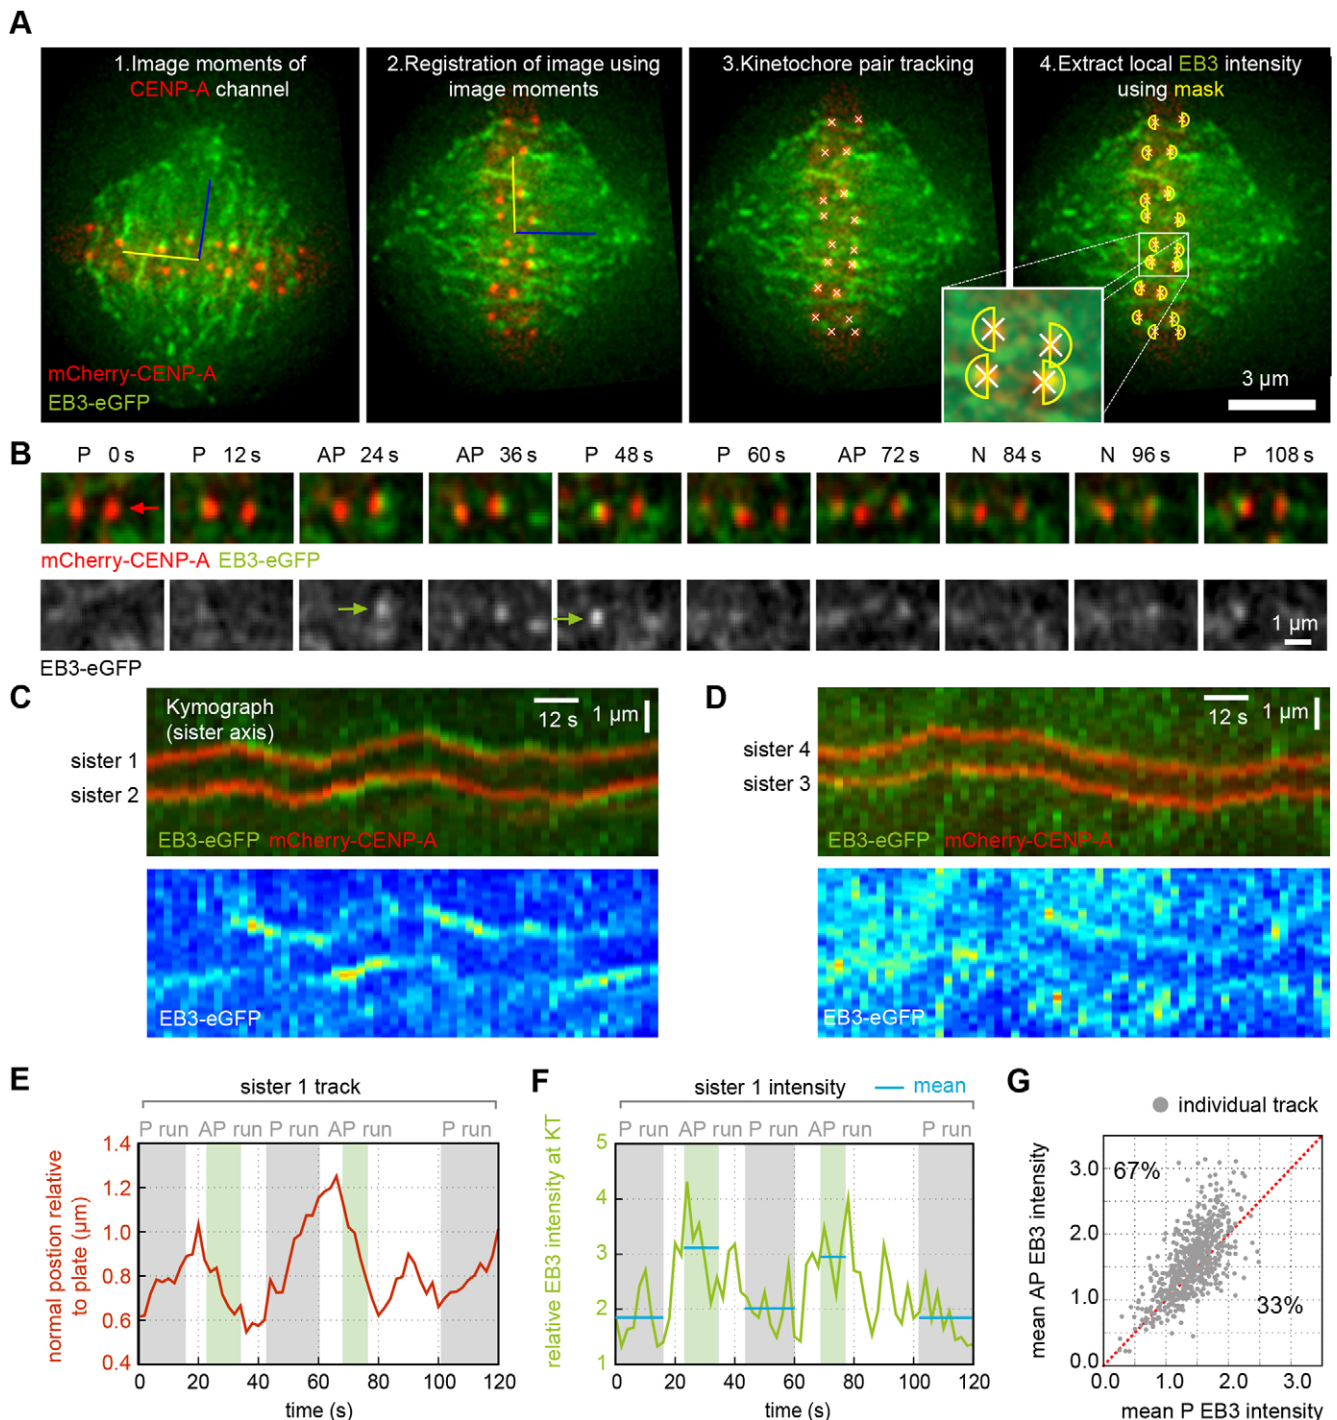 A
1.Image moments of
CENP-A channel
2.Registration of image using
image moments
3.Kinetochore pair tracking
4.Extract local EB3 intensity
using mask
mCherry-CENP-A
EB3-eGFP
3 µm
B
P 0 s
P 12 s
AP 24 s
AP 36 s
P 48 s
P 60 s
AP 72 s
N 84 s
N 96 s
P 108 s
mCherry-CENP-A EB3-eGFP
1 µm
EB3-eGFP
C
Kymograph
(sister axis)
12 s
1 µm
sister 1
sister 2
EB3-eGFP mCherry-CENP-A
EB3-eGFP
D
12 s
1 µm
sister 4
sister 3
EB3-eGFP mCherry-CENP-A
EB3-eGFP
E
sister 1 track
P run
AP run
P run
AP run
P run
normal postion relative
to plate (µm)
1.4
1.2
1.0
0.8
0.6
0.4
0 20 40 60 80 100 120
time (s)
F
sister 1 intensity
mean
P run
AP run
P run
AP run
P run
relative EB3 intensity at KT
5
4
3
2
1
0 20 40 60 80 100 120
time (s)
G
individual track
67%
33%
mean AP EB3 intensity
3.0
2.0
1.0
0.0
0.0 1.0 2.0 3.0
mean P EB3 intensity